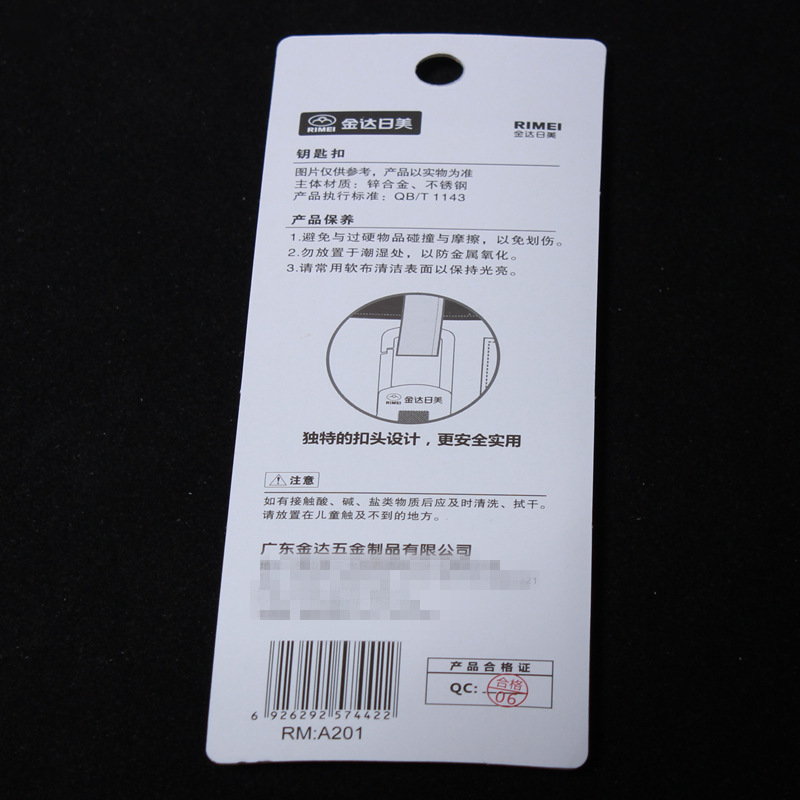 RIMEI 金达日美
RIMEI
金达日美
钥匙扣
图片仅供参考，产品以实物为准
主体材质：锌合金、不锈钢
产品执行标准：QB/T 1143
产品保养
1.避免与过硬物品碰撞与摩擦，以免划伤。
2.勿放置于潮湿处，以防金属氧化。
3.请常用软布清洁表面以保持光亮。
RIMEI 金达日美
独特的扣头设计，更安全实用
注意
如有接触酸、碱、盐类物质后应及时清洗、拭干。
请放置在儿童触及不到的地方。
广东金达五金制品有限公司
21
6 926292 574422
RM:A201
产品合格证
QC: 合格 06